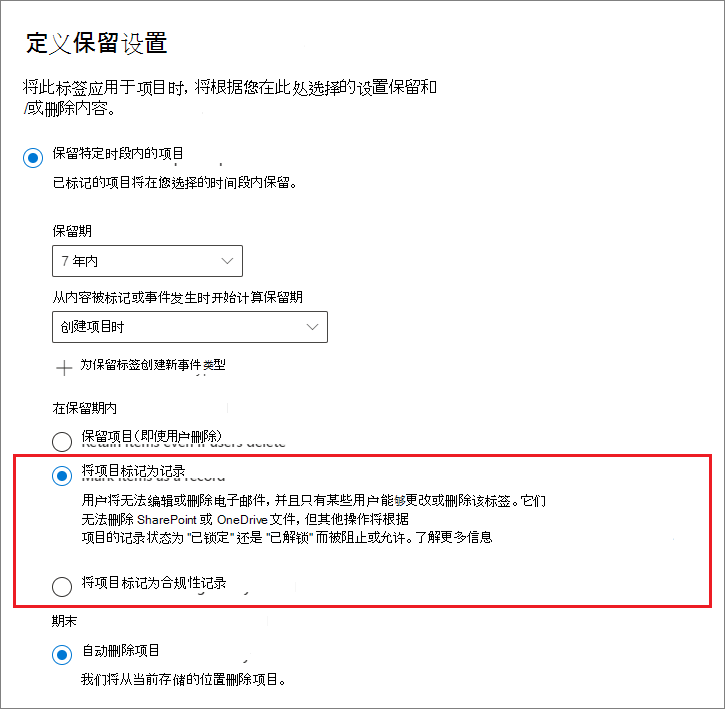 定义保留设置
将此标签应用于项目时, 将根据您在此处选择的设置保留和
/或删除内容。
保留特定时段内的项目
已标记的项目将在您选择的时间段内保留。
保留期
7 年内
从内容被标记或事件发生时开始计算保留期
创建项目时
为保留标签创建新事件类型
在保留期内
保留项目(即使用户删除)
Retain items even if users delete
将项目标记为记录
Mark items as a record
用户将无法编辑或删除电子邮件, 并且只有某些用户能够更改或删除该标签。它们
无法删除 SharePoint 或 OneDrive 文件, 但其他操作将根据
项目的记录状态为 "已锁定" 还是 "已解锁" 而被阻止或允许。了解更多信息
将项目标记为合规性记录
期末
自动删除项目
我们将从当前存储的位置删除项目。